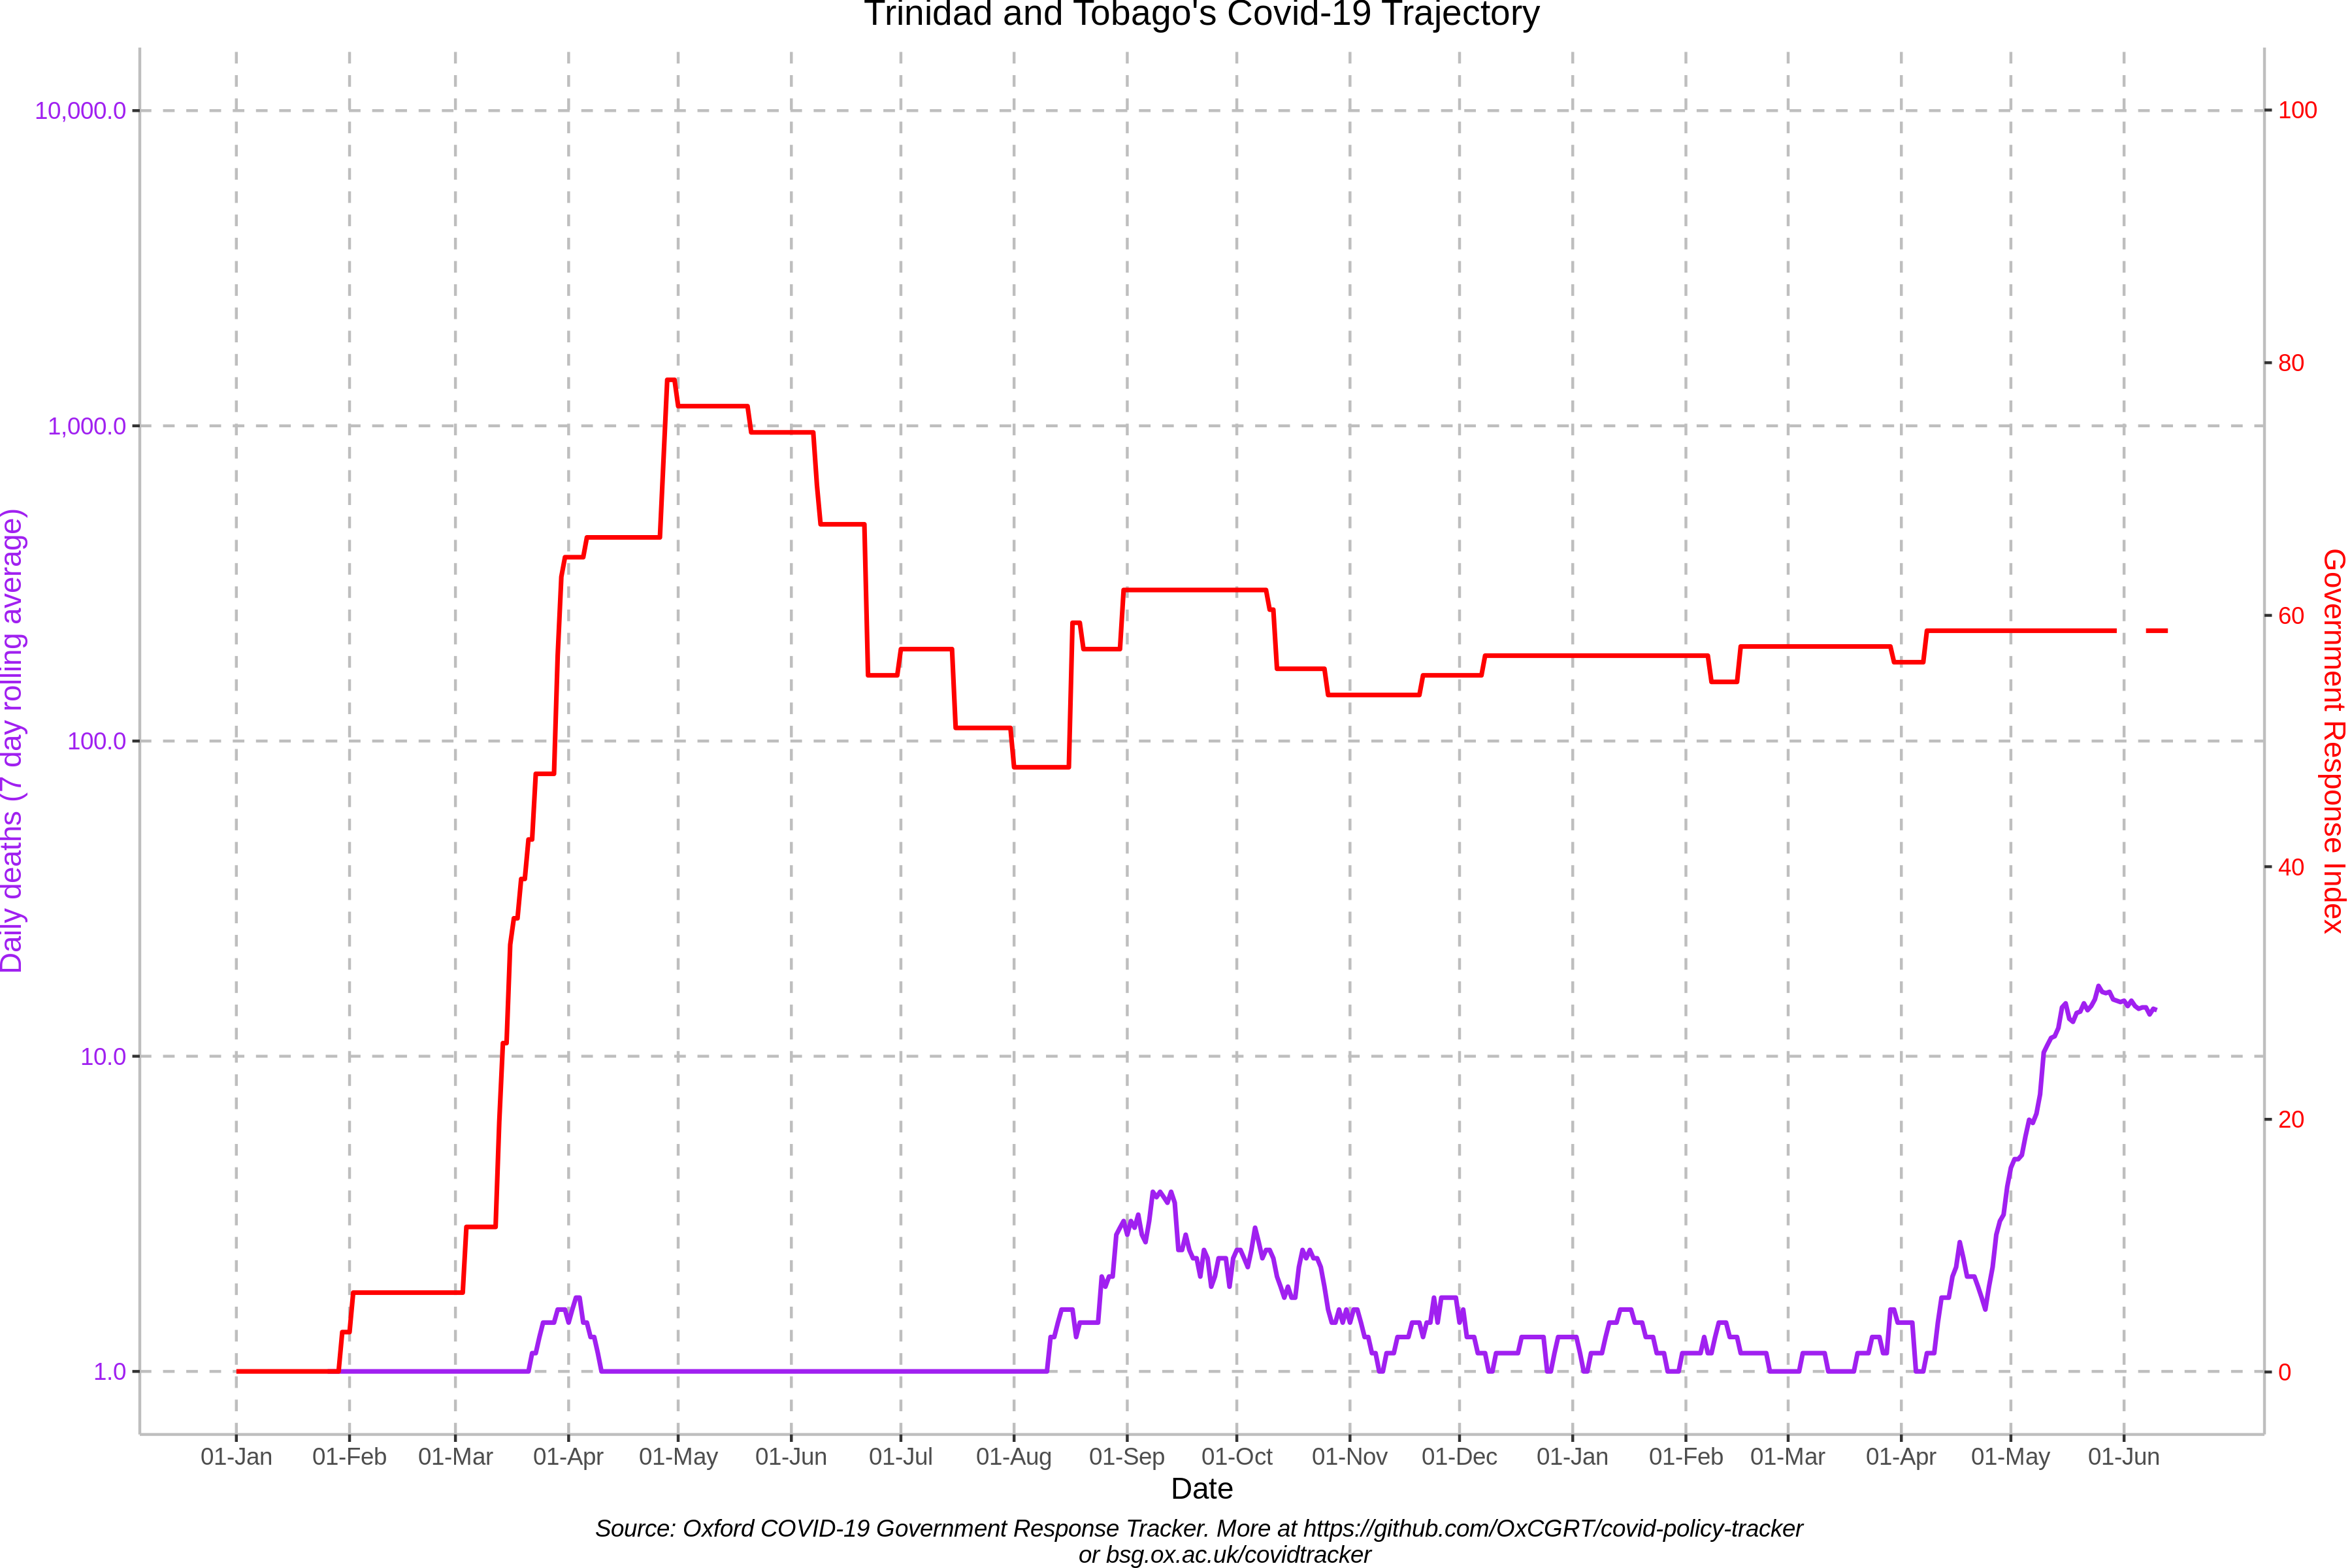 Trinidad and Tobago's Covid-19 Trajectory
10,000.0
1,000.0
100.0
10.0
1.0
Daily deaths (7 day rolling average)
100
80
60
40
20
0
Government Response Index
01-Jan 01-Feb 01-Mar 01-Apr 01-May 01-Jun 01-Jul 01-Aug 01-Sep 01-Oct 01-Nov 01-Dec 01-Jan 01-Feb 01-Mar 01-Apr 01-May 01-Jun
Date
Source: Oxford COVID-19 Government Response Tracker. More at https://github.com/OxCGRT/covid-policy-tracker
or bsg.ox.ac.uk/covidtracker